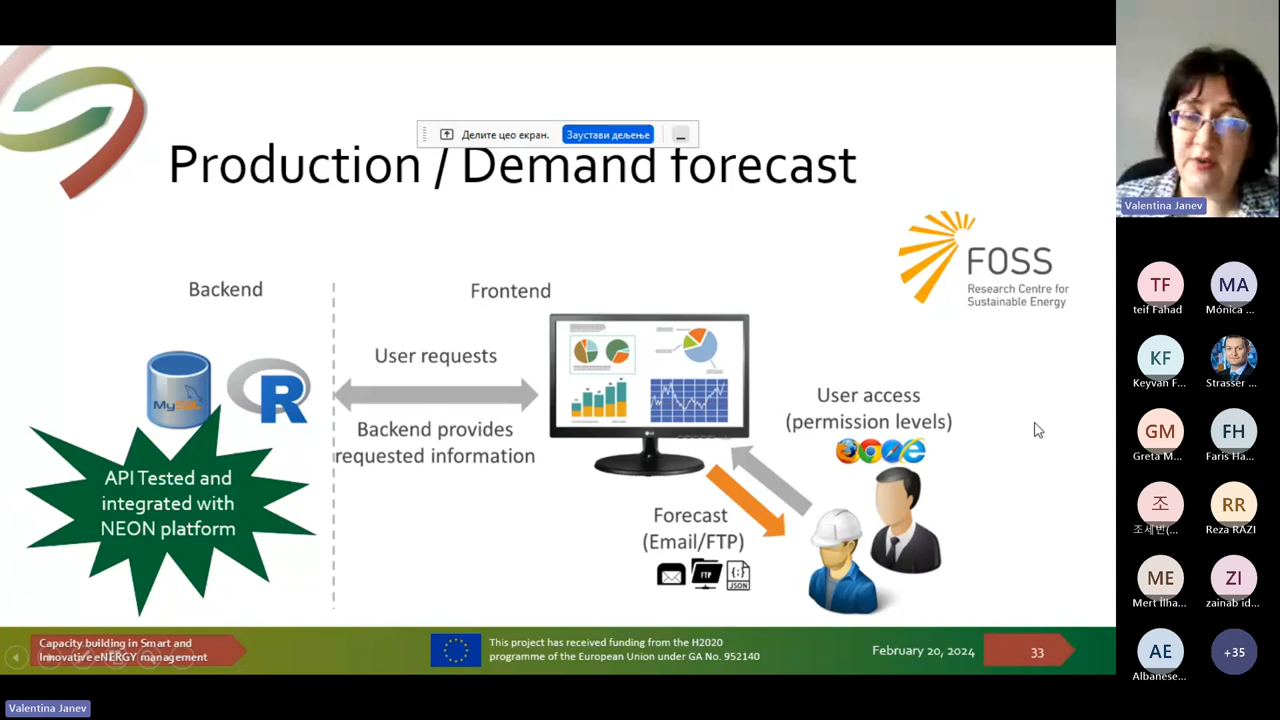 Делите цео екран.
Заустави дељење
Production / Demand forecast
FOSS
Research Centre for
Sustainable Energy
Backend
Frontend
MySQL
R
User requests
Backend provides
requested information
API Tested and
integrated with
NEON platform
User access
(permission levels)
Forecast
(Email/FTP)
FTP
JSON
Capacity building in Smart and
Innovative eNERGY management
This project has received funding from the H2020
programme of the European Union under GA No. 952140
February 20, 2024
33
Valentina Janev
Valentina Janev
TF
teif Fahad
MA
Mónica ...
KF
Keyvan F...
Strasser ...
GM
Greta M...
FH
Faris Ha...
조
조세빈(...
RR
Reza RAZI
ME
Mert İlha...
ZI
zainab id...
AE
Albanese...
+35